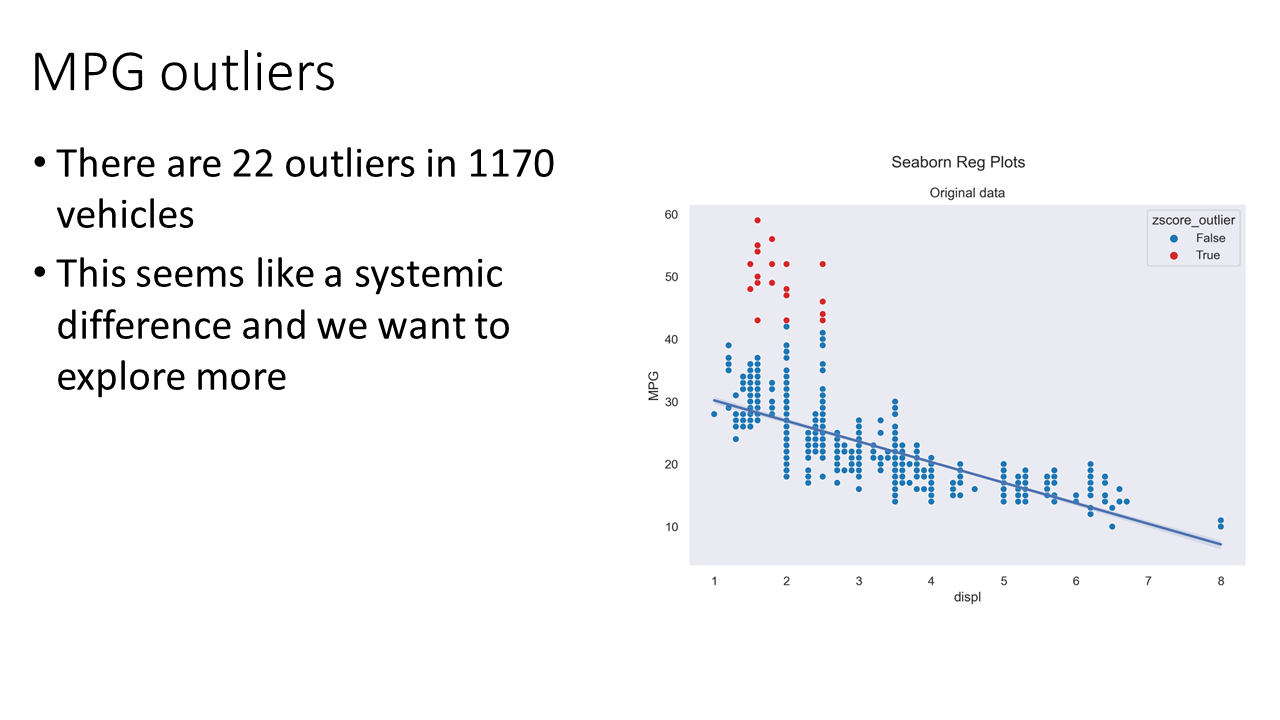 MPG outliers
• There are 22 outliers in 1170
vehicles
• This seems like a systemic
difference and we want to
explore more
Seaborn Reg Plots
Original data
zscore_outlier
False
True
MPG
60
50
40
30
20
10
1 2 3 4 5 6 7 8
displ